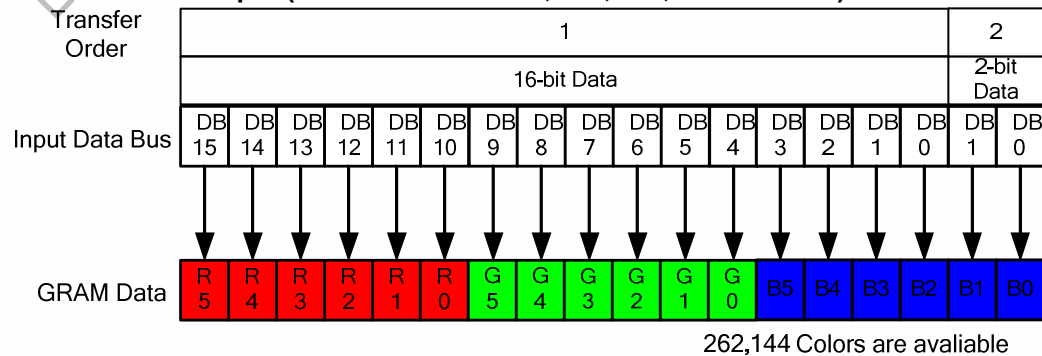 Transfer Order 1 2
16-bit Data 2-bit Data
Input Data Bus DB 15 DB 14 DB 13 DB 12 DB 11 DB 10 DB 9 DB 8 DB 7 DB 6 DB 5 DB 4 DB 3 DB 2 DB 1 DB 0 DB 1 DB 0
GRAM Data R 5 R 4 R 3 R 2 R 1 R 0 G 5 G 4 G 3 G 2 G 1 G 0 B5 B4 B3 B2 B1 B0
262,144 Colors are avaliable